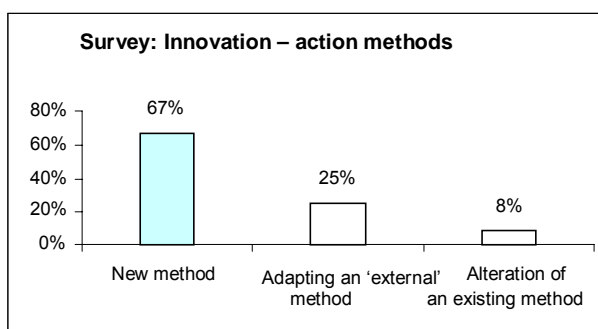 Survey: Innovation – action methods
80%
60%
40%
20%
0%
67%
25%
8%
New method
Adapting an ‘external’
method
Alteration of
an existing method